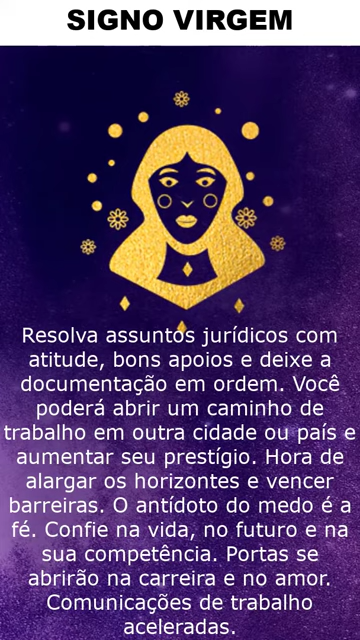 SIGNO VIRGEM
Resolva assuntos jurídicos com
atitude, bons apoios e deixe a
documentação em ordem. Você
poderá abrir um caminho de
trabalho em outra cidade ou país e
aumentar seu prestígio. Hora de
alargar os horizontes e vencer
barreiras. O antídoto do medo é a
fé. Confie na vida, no futuro e na
sua competência. Portas se
abrirão na carreira e no amor.
Comunicações de trabalho
aceleradas.